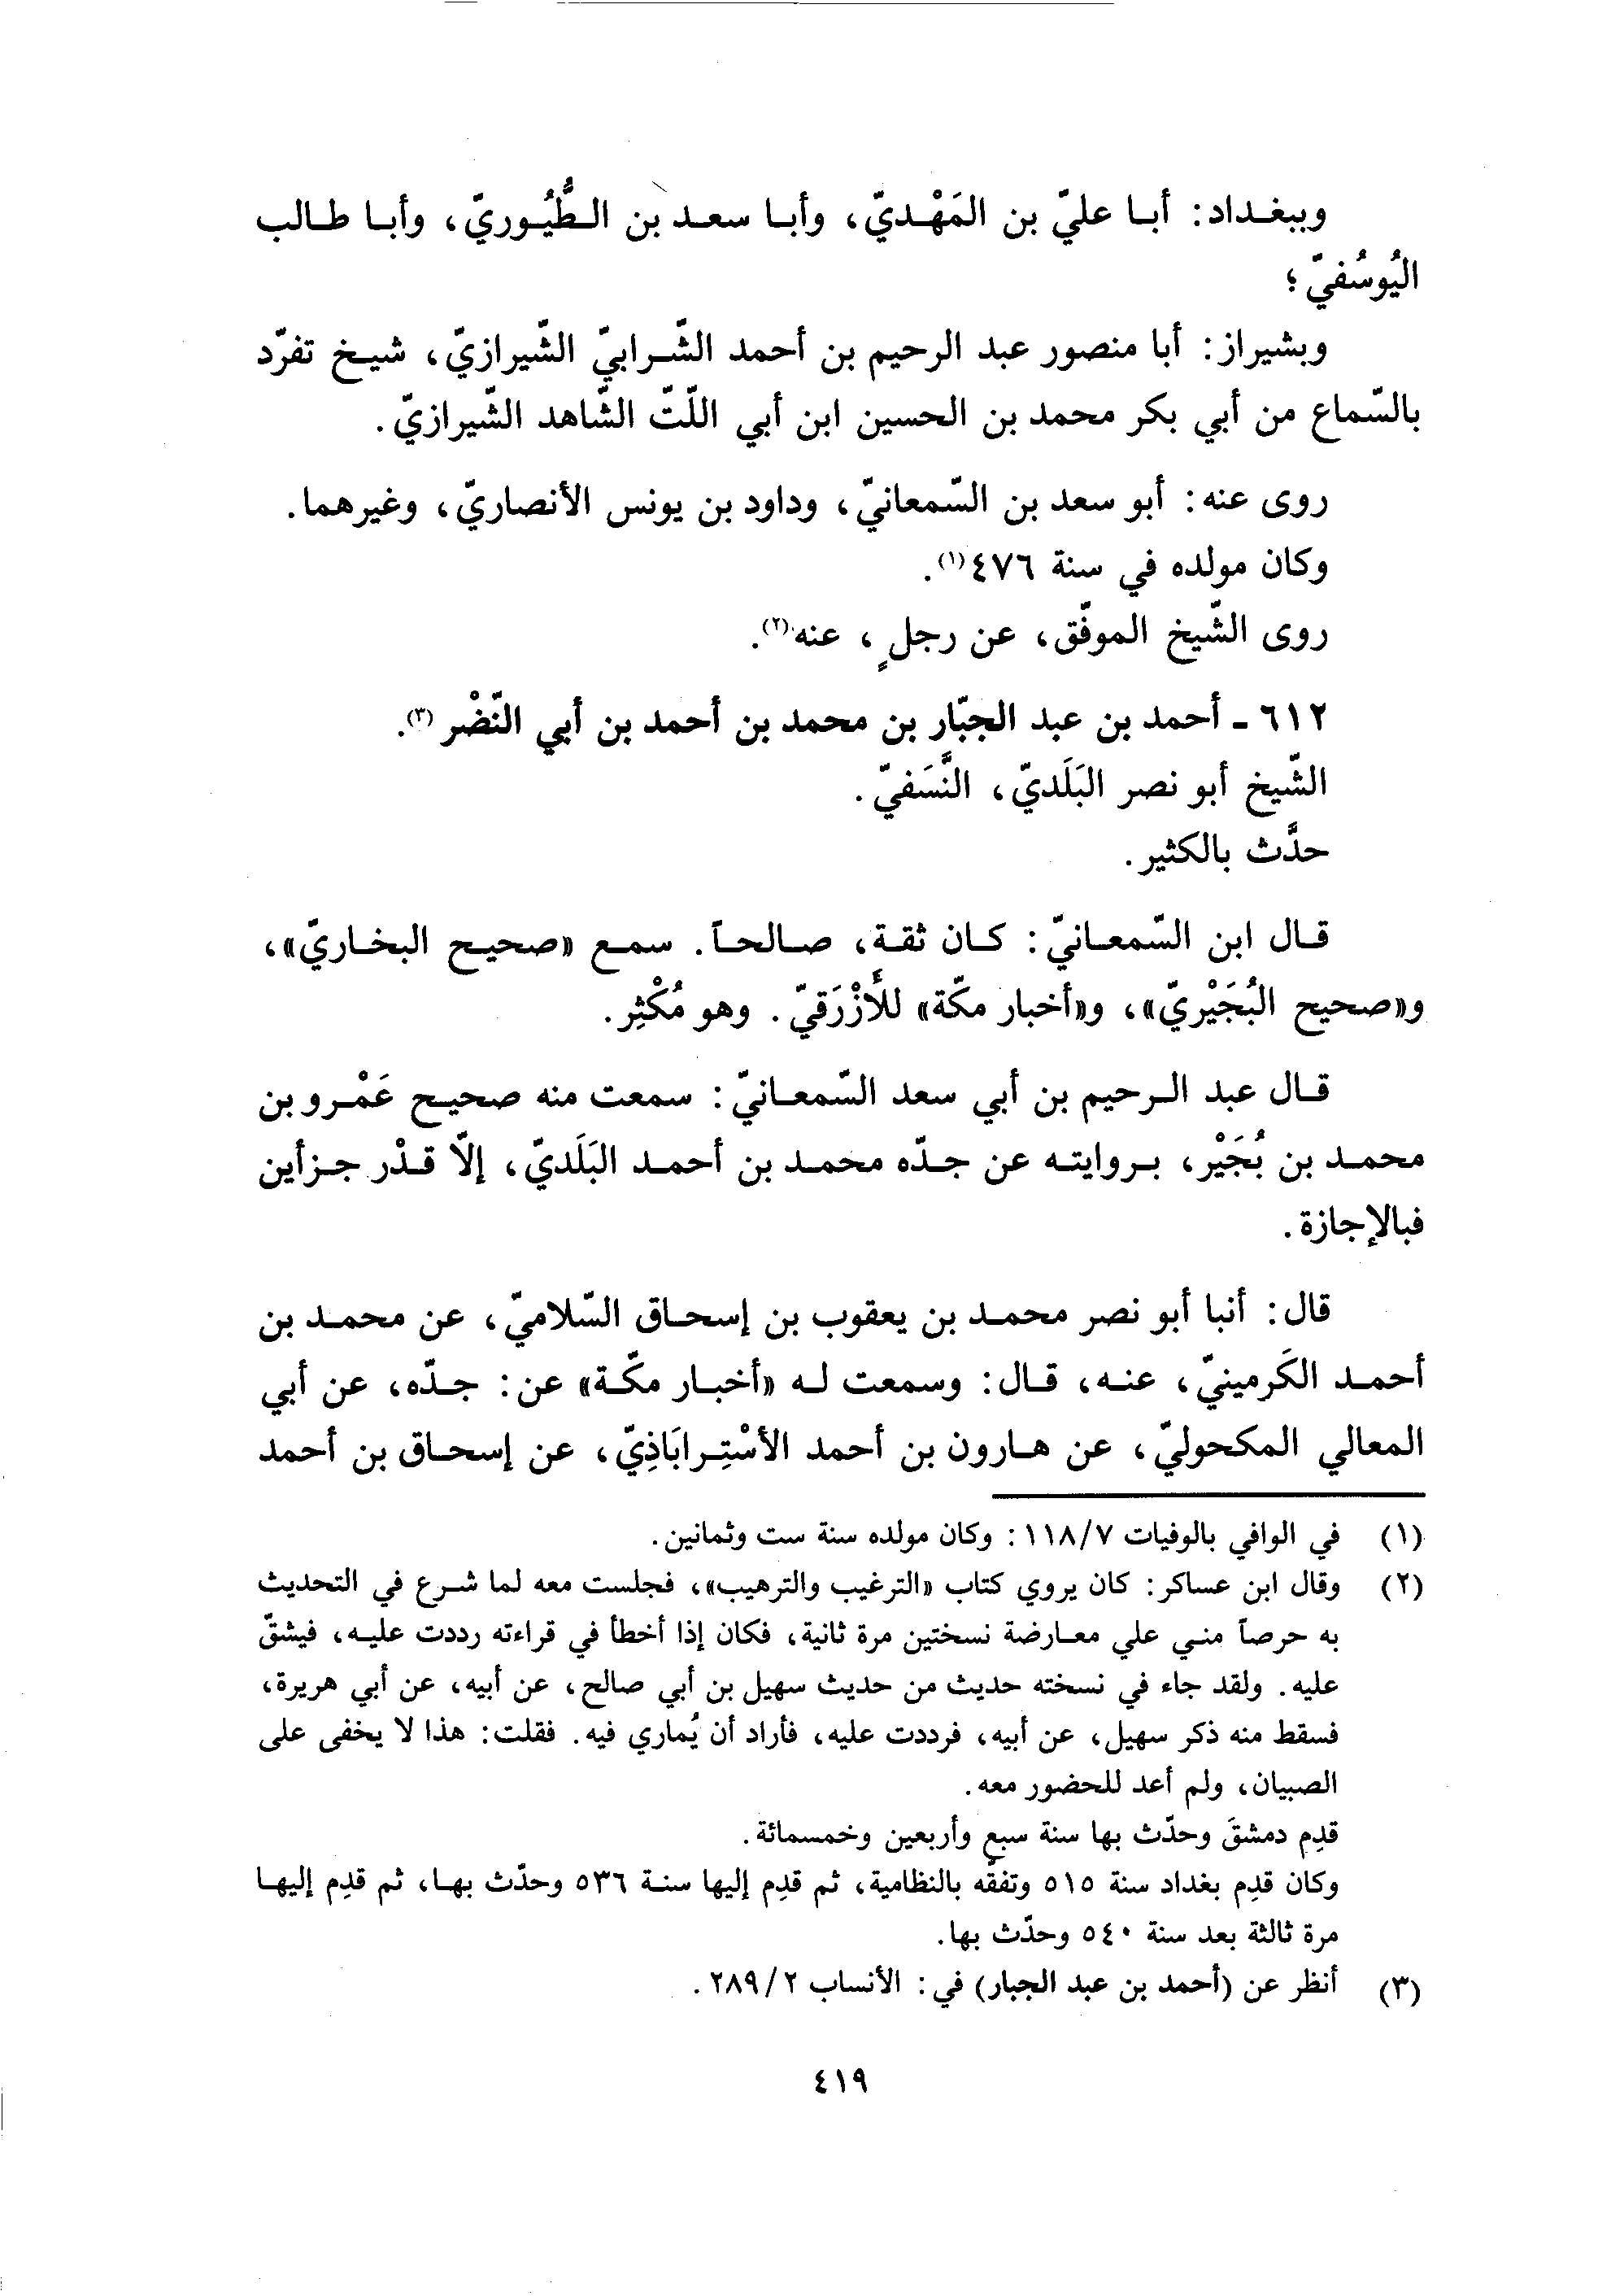 وببغداد: أبا عليّ بن المَهْديّ، وأبا سعد بن الطُّيُوريّ، وأبا طالب
اليُوسُفيّ؛
وبشيراز: أبا منصور عبد الرحيم بن أحمد الشّرابيّ الشّيرازيّ، شيخ تفرّد
بالسّماع من أبي بكر محمد بن الحسين ابن أبي اللّتّ الشّاهد الشّيرازيّ.
روى عنه: أبو سعد بن السّمعانيّ، وداود بن يونس الأنصاريّ، وغيرهما.
وكان مولده في سنة ٤٧٦(١).
روى الشّيخ الموفّق، عن رجلٍ، عنه(٢).
٦١٢ ـ أحمد بن عبد الجبّار بن محمد بن أحمد بن أبي النّضْر(٣).
الشّيخ أبو نصر البَلَديّ، النَّسَفيّ.
حدَّث بالكثير.
قال ابن السّمعانيّ: كان ثقة، صالحاً. سمع «صحيح البخاريّ»،
و«صحيح البُجَيْريّ»، و«أخبار مكّة» للأَزْرَقيّ. وهو مُكْثِر.
قال عبد الرحيم بن أبي سعد السّمعانيّ: سمعت منه صحيح عَمْرو بن
محمد بن بُجَيْر، بروايته عن جدّه محمد بن أحمد البَلَديّ، إلّا قدْر جزأين
فبالإجازة.
قال: أنبا أبو نصر محمد بن يعقوب بن إسحاق السّلاميّ، عن محمد بن
أحمد الكَرمينيّ، عنه، قال: وسمعت له «أخبار مكّة» عن: جدّه، عن أبي
المعالي المكحوليّ، عن هارون بن أحمد الأسْتِرابَاذِيّ، عن إسحاق بن أحمد
(١) في الوافي بالوفيات ٧/١١٨: وكان مولده سنة ست وثمانين.
(٢) وقال ابن عساكر: كان يروي كتاب «الترغيب والترهيب»، فجلست معه لما شرع في التحديث
به حرصاً مني علي معارضة نسختين مرة ثانية، فكان إذا أخطأ في قراءته رددت عليه، فيشقّ
عليه. ولقد جاء في نسخته حديث من حديث سهيل بن أبي صالح، عن أبيه، عن أبي هريرة،
فسقط منه ذكر سهيل، عن أبيه، فرددت عليه، فأراد أن يُماري فيه. فقلت: هذا لا يخفى على
الصبيان، ولم أعد للحضور معه.
قدِم دمشقَ وحدّث بها سنة سبعٍ وأربعين وخمسمائة.
وكان قدِم بغداد سنة ٥١٥ وتفقّه بالنظامية، ثم قدِم إليها سنة ٥٣٦ وحدّث بها، ثم قدِم إليها
مرة ثالثة بعد سنة ٥٤٠ وحدّث بها.
(٣) أنظر عن (أحمد بن عبد الجبار) في: الأنساب ٢/٢٨٩.
٤١٩